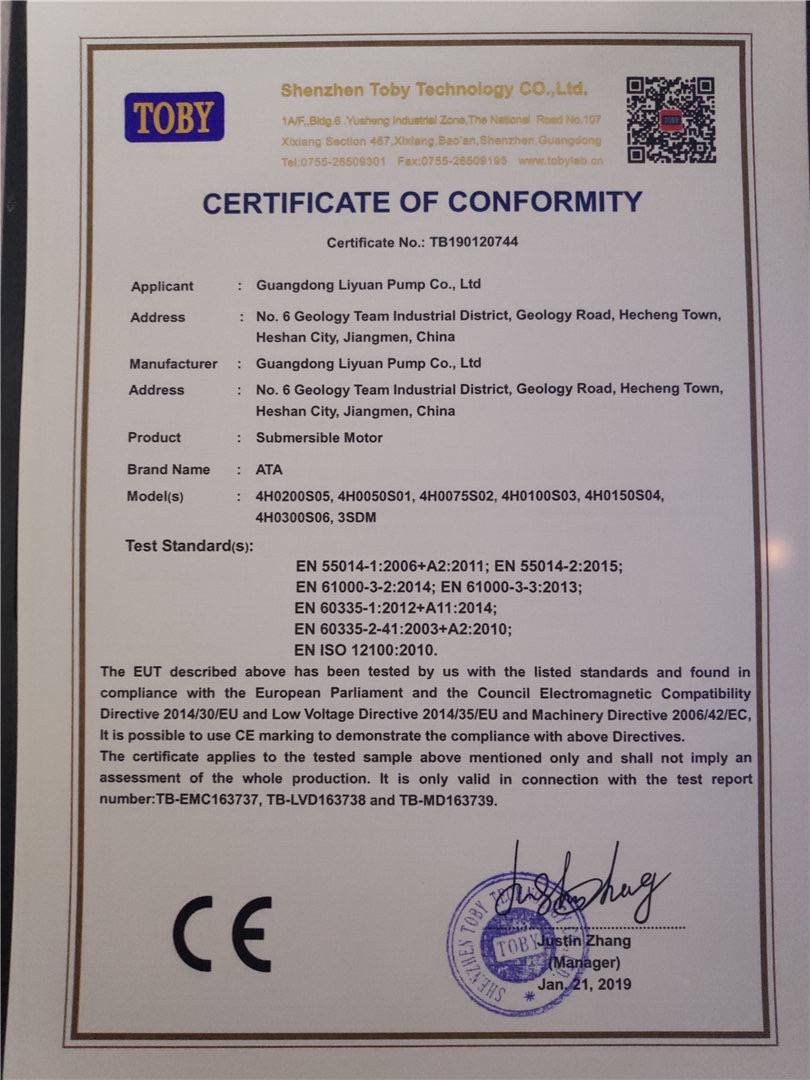 TOBY
Shenzhen Toby Technology CO.,Ltd.
1A/F.,Bldg.6 .Yusheng Industrial Zone,The National Road No.107
Xixiang Section 467,Xixiang,Bao'an,Shenzhen,Guangdong
Tel:0755-26509301 Fax:0755-26509195 www.tobylab.cn
CERTIFICATE OF CONFORMITY
Certificate No.: TB190120744
Applicant : Guangdong Liyuan Pump Co., Ltd
Address : No. 6 Geology Team Industrial District, Geology Road, Hecheng Town,
Heshan City, Jiangmen, China
Manufacturer : Guangdong Liyuan Pump Co., Ltd
Address : No. 6 Geology Team Industrial District, Geology Road, Hecheng Town,
Heshan City, Jiangmen, China
Product : Submersible Motor
Brand Name : ATA
Model(s) : 4H0200S05, 4H0050S01, 4H0075S02, 4H0100S03, 4H0150S04,
4H0300S06, 3SDM
Test Standard(s):
EN 55014-1:2006+A2:2011; EN 55014-2:2015;
EN 61000-3-2:2014; EN 61000-3-3:2013;
EN 60335-1:2012+A11:2014;
EN 60335-2-41:2003+A2:2010;
EN ISO 12100:2010.
The EUT described above has been tested by us with the listed standards and found in
compliance with the European Parliament and the Council Electromagnetic Compatibility
Directive 2014/30/EU and Low Voltage Directive 2014/35/EU and Machinery Directive 2006/42/EC,
It is possible to use CE marking to demonstrate the compliance with above Directives.
The certificate applies to the tested sample above mentioned only and shall not imply an
assessment of the whole production. It is only valid in connection with the test report
number:TB-EMC163737, TB-LVD163738 and TB-MD163739.
CE
SHENZHEN TOBY
TOBY
Justin Zhang
(Manager)
Jan, 21, 2019